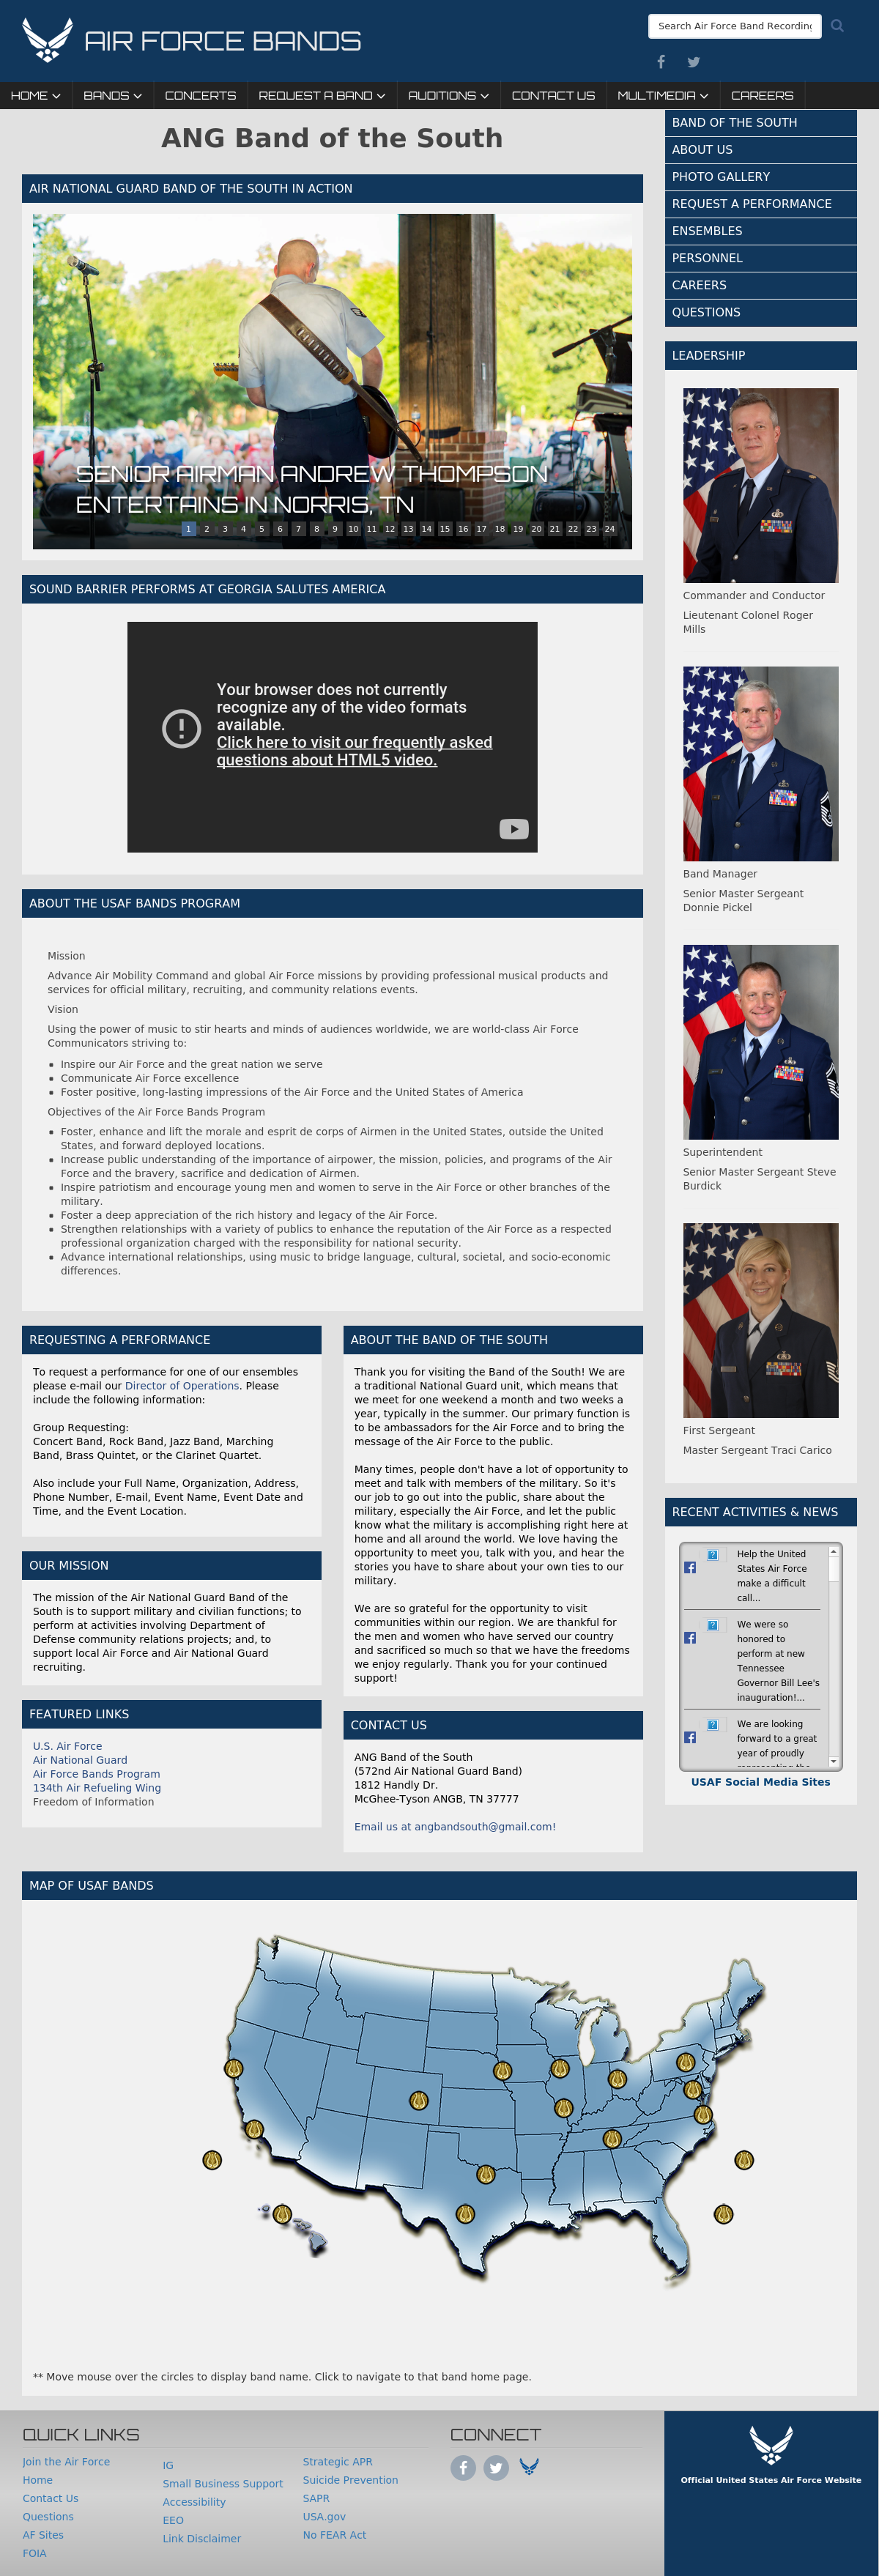 AIR FORCE BANDS
Search Air Force Band Recording
HOME
BANDS
CONCERTS
REQUEST A BAND
AUDITIONS
CONTACT US
MULTIMEDIA
CAREERS
ANG Band of the South
AIR NATIONAL GUARD BAND OF THE SOUTH IN ACTION
SENIOR AIRMAN ANDREW THOMPSON
ENTERTAINS IN NORRIS, TN
1 2 3 4 5 6 7 8 9 10 11 12 13 14 15 16 17 18 19 20 21 22 23 24
SOUND BARRIER PERFORMS AT GEORGIA SALUTES AMERICA
Your browser does not currently
recognize any of the video formats
available.
Click here to visit our frequently asked
questions about HTML5 video.
ABOUT THE USAF BANDS PROGRAM
Mission
Advance Air Mobility Command and global Air Force missions by providing professional musical products and
services for official military, recruiting, and community relations events.
Vision
Using the power of music to stir hearts and minds of audiences worldwide, we are world-class Air Force
Communicators striving to:
Inspire our Air Force and the great nation we serve
Communicate Air Force excellence
Foster positive, long-lasting impressions of the Air Force and the United States of America
Objectives of the Air Force Bands Program
Foster, enhance and lift the morale and esprit de corps of Airmen in the United States, outside the United
States, and forward deployed locations.
Increase public understanding of the importance of airpower, the mission, policies, and programs of the Air
Force and the bravery, sacrifice and dedication of Airmen.
Inspire patriotism and encourage young men and women to serve in the Air Force or other branches of the
military.
Foster a deep appreciation of the rich history and legacy of the Air Force.
Strengthen relationships with a variety of publics to enhance the reputation of the Air Force as a respected
professional organization charged with the responsibility for national security.
Advance international relationships, using music to bridge language, cultural, societal, and socio-economic
differences.
REQUESTING A PERFORMANCE
To request a performance for one of our ensembles
please e-mail our Director of Operations. Please
include the following information:
Group Requesting:
Concert Band, Rock Band, Jazz Band, Marching
Band, Brass Quintet, or the Clarinet Quartet.
Also include your Full Name, Organization, Address,
Phone Number, E-mail, Event Name, Event Date and
Time, and the Event Location.
OUR MISSION
The mission of the Air National Guard Band of the
South is to support military and civilian functions; to
perform at activities involving Department of
Defense community relations projects; and, to
support local Air Force and Air National Guard
recruiting.
FEATURED LINKS
U.S. Air Force
Air National Guard
Air Force Bands Program
134th Air Refueling Wing
Freedom of Information
ABOUT THE BAND OF THE SOUTH
Thank you for visiting the Band of the South! We are
a traditional National Guard unit, which means that
we meet for one weekend a month and two weeks a
year, typically in the summer. Our primary function is
to be ambassadors for the Air Force and to bring the
message of the Air Force to the public.
Many times, people don't have a lot of opportunity to
meet and talk with members of the military. So it's
our job to go out into the public, share about the
military, especially the Air Force, and let the public
know what the military is accomplishing right here at
home and all around the world. We love having the
opportunity to meet you, talk with you, and hear the
stories you have to share about your own ties to our
military.
We are so grateful for the opportunity to visit
communities within our region. We are thankful for
the men and women who have served our country
and sacrificed so much so that we have the freedoms
we enjoy regularly. Thank you for your continued
support!
CONTACT US
ANG Band of the South
(572nd Air National Guard Band)
1812 Handly Dr.
McGhee-Tyson ANGB, TN 37777
Email us at angbandsouth@gmail.com!
BAND OF THE SOUTH
ABOUT US
PHOTO GALLERY
REQUEST A PERFORMANCE
ENSEMBLES
PERSONNEL
CAREERS
QUESTIONS
LEADERSHIP
Commander and Conductor
Lieutenant Colonel Roger
Mills
Band Manager
Senior Master Sergeant
Donnie Pickel
Superintendent
Senior Master Sergeant Steve
Burdick
First Sergeant
Master Sergeant Traci Carico
RECENT ACTIVITIES & NEWS
Help the United
States Air Force
make a difficult
call...
We were so
honored to
perform at new
Tennessee
Governor Bill Lee's
inauguration!...
We are looking
forward to a great
year of proudly
representing the
USAF Social Media Sites
MAP OF USAF BANDS
** Move mouse over the circles to display band name. Click to navigate to that band home page.
QUICK LINKS
Join the Air Force
Home
Contact Us
Questions
AF Sites
FOIA
IG
Small Business Support
Accessibility
EEO
Link Disclaimer
Strategic APR
Suicide Prevention
SAPR
USA.gov
No FEAR Act
CONNECT
Official United States Air Force Website